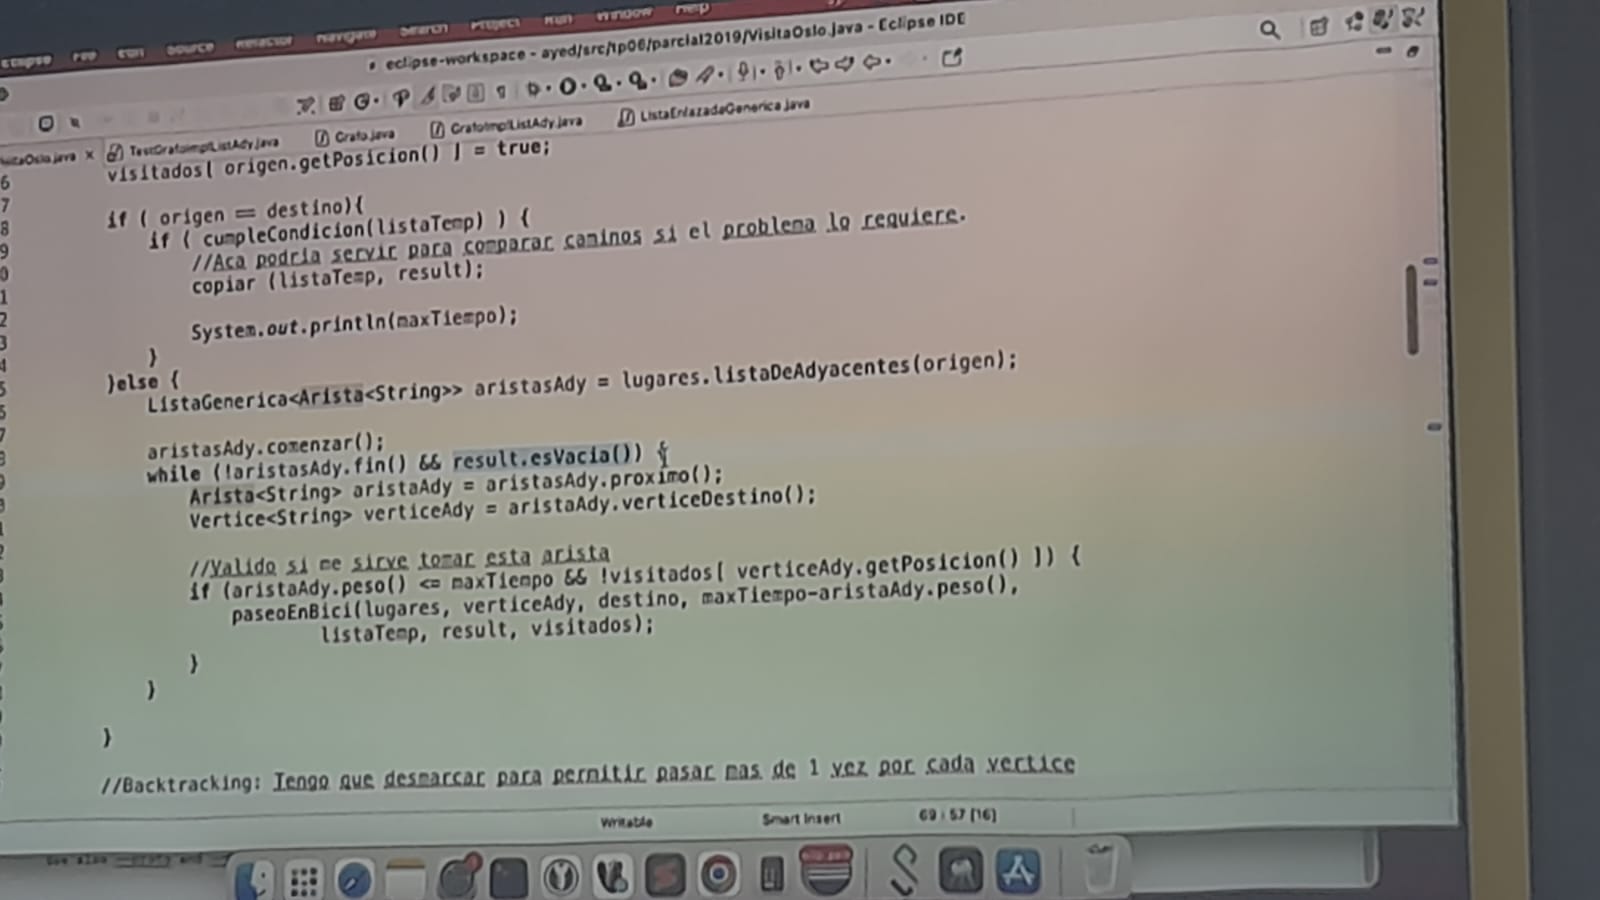 Eclipse File Edit Source Refactor Navigate Search Project Run Window Help
eclipse-workspace - ayed/src/tp06/parcial2019/VisitaOslo.java - Eclipse IDE
VisitaOslo.java TestGrafoImplListAdy.java Grafo.java GrafoImplListAdy.java ListaEnlazadaGenerica.java
visitados[ origen.getPosicion() ] = true;
if ( origen == destino){
if ( cumpleCondicion(listaTemp) ) {
//Aca podria servir para comparar caminos si el problema lo requiere.
copiar (listaTemp, result);
System.out.println(maxTiempo);
}
}else {
ListaGenerica<Arista<String>> aristasAdy = lugares.listaDeAdyacentes(origen);
aristasAdy.comenzar();
while (!aristasAdy.fin() && result.esVacia()) {
Arista<String> aristaAdy = aristasAdy.proximo();
Vertice<String> verticeAdy = aristaAdy.verticeDestino();
//Valido si me sirve tomar esta arista
if (aristaAdy.peso() <= maxTiempo && !visitados[ verticeAdy.getPosicion() ]) {
paseoEnBici(lugares, verticeAdy, destino, maxTiempo-aristaAdy.peso(),
listaTemp, result, visitados);
}
}
}
//Backtracking: Tengo que desmarcar para permitir pasar mas de 1 vez por cada vertice
Writable Smart Insert 69 : 57 [16]